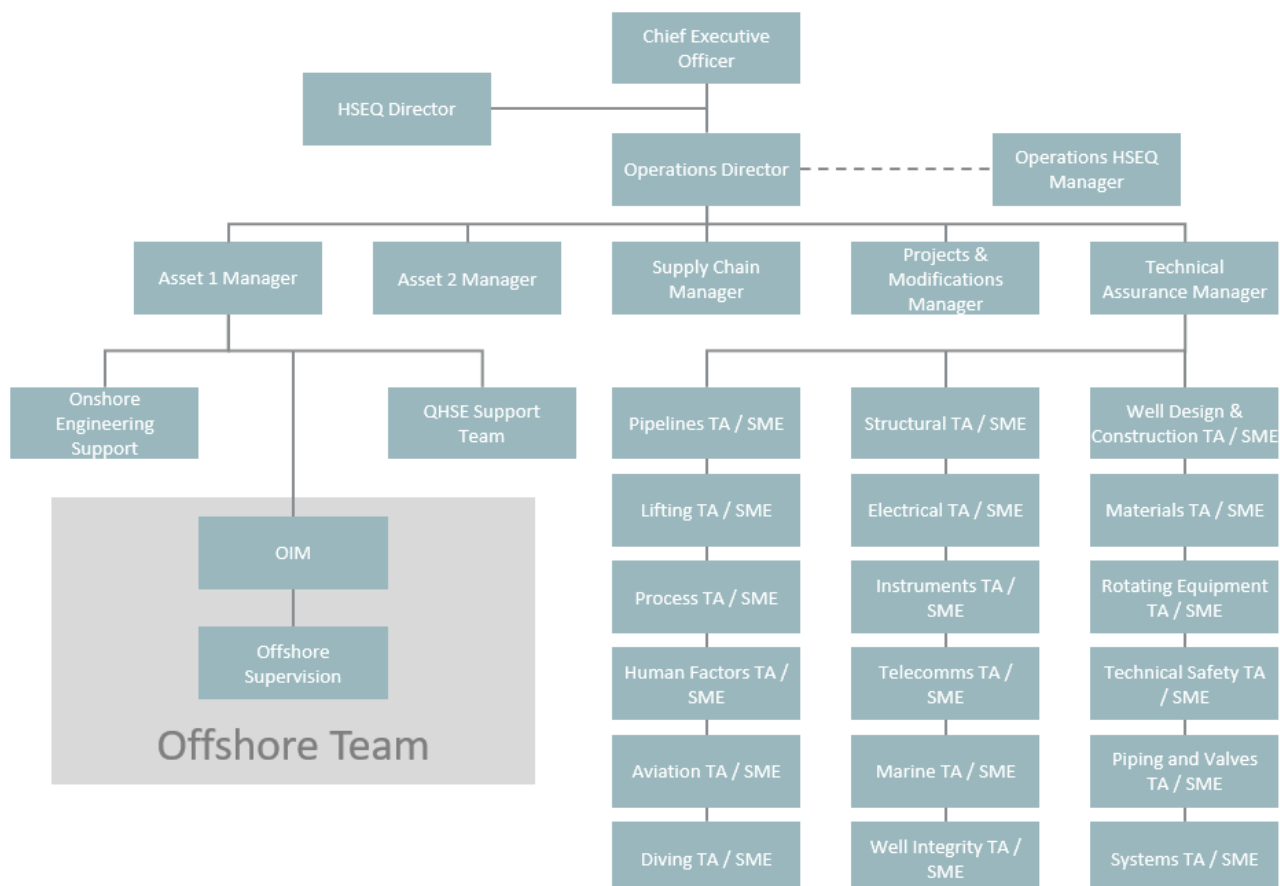 Chief Executive
Officer
HSEQ Director
Operations Director
Operations HSEQ
Manager
Asset 1 Manager
Asset 2 Manager
Supply Chain
Manager
Projects &
Modifications
Manager
Technical
Assurance Manager
Onshore
Engineering
Support
QHSE Support
Team
Pipelines TA / SME
Structural TA / SME
Well Design &
Construction TA / SME
Lifting TA / SME
Electrical TA / SME
Materials TA / SME
OIM
Process TA / SME
Instruments TA /
SME
Rotating Equipment
TA / SME
Offshore
Supervision
Human Factors TA /
SME
Telecomms TA /
SME
Technical Safety TA
/ SME
Offshore Team
Aviation TA / SME
Marine TA / SME
Piping and Valves
TA / SME
Diving TA / SME
Well Integrity TA /
SME
Systems TA / SME